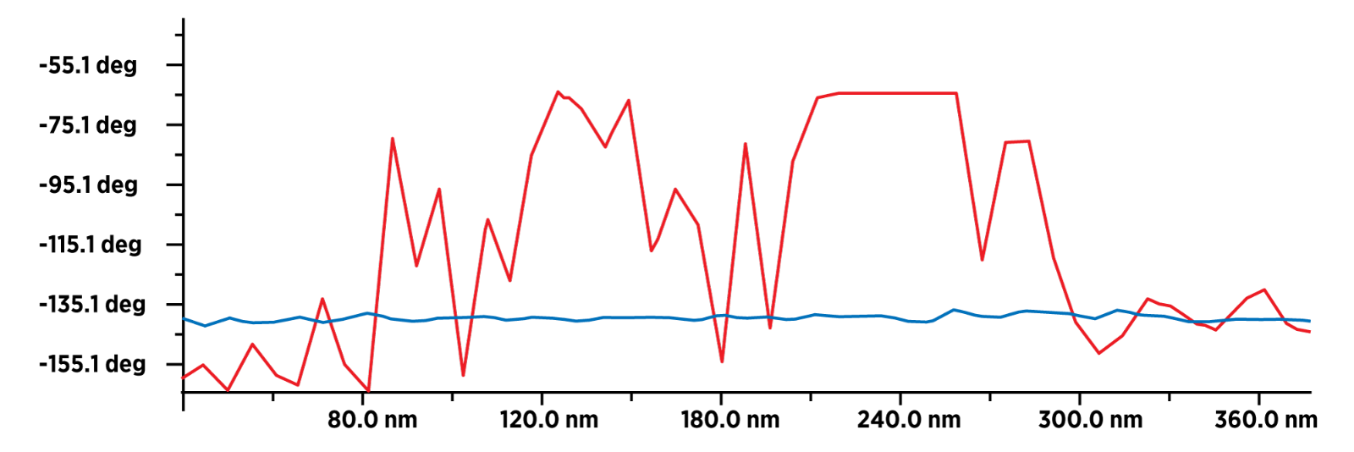 -55.1 deg
-75.1 deg
-95.1 deg
-115.1 deg
-135.1 deg
-155.1 deg
80.0 nm 120.0 nm 180.0 nm 240.0 nm 300.0 nm 360.0 nm